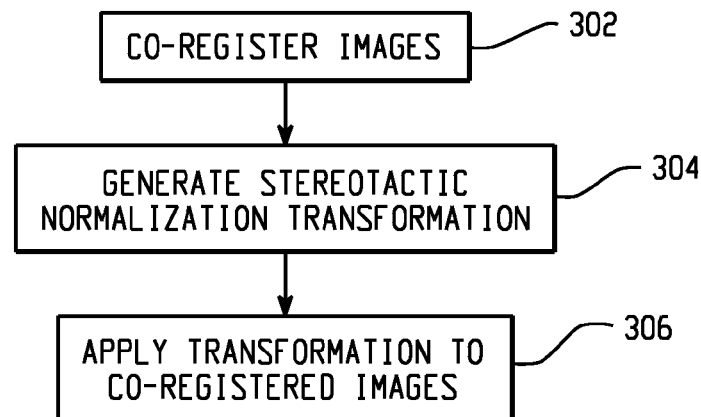 CO-REGISTER IMAGES
302
GENERATE STEREOTACTIC
NORMALIZATION TRANSFORMATION
304
APPLY TRANSFORMATION TO
CO-REGISTERED IMAGES
306